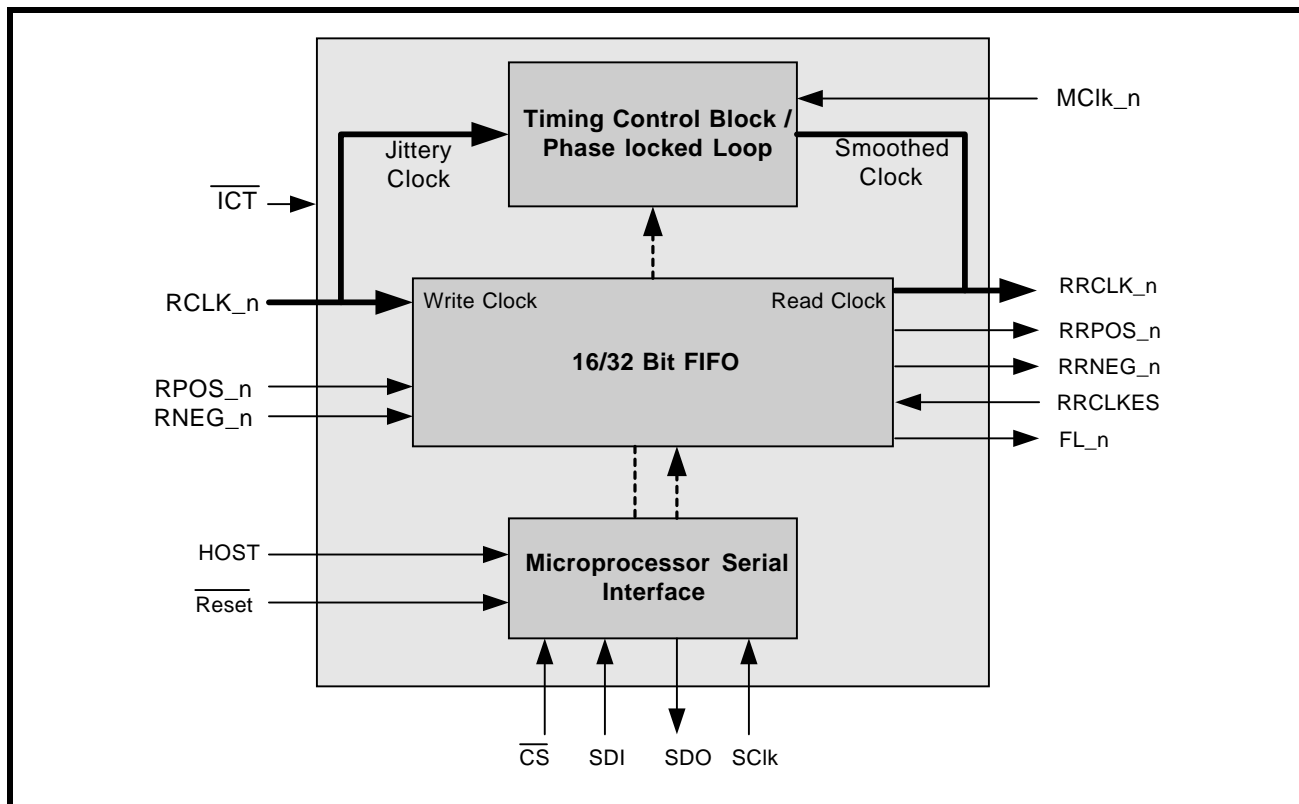 Timing Control Block /
Phase locked Loop
MClk_n
Jittery
Clock
Smoothed
Clock
ICT
RCLK_n
Write Clock
Read Clock
RRCLK_n
RRPOS_n
16/32 Bit FIFO
RRNEG_n
RPOS_n
RRCLKES
RNEG_n
FL_n
HOST
Microprocessor Serial
Interface
Reset
CS
SDI
SDO
SClk